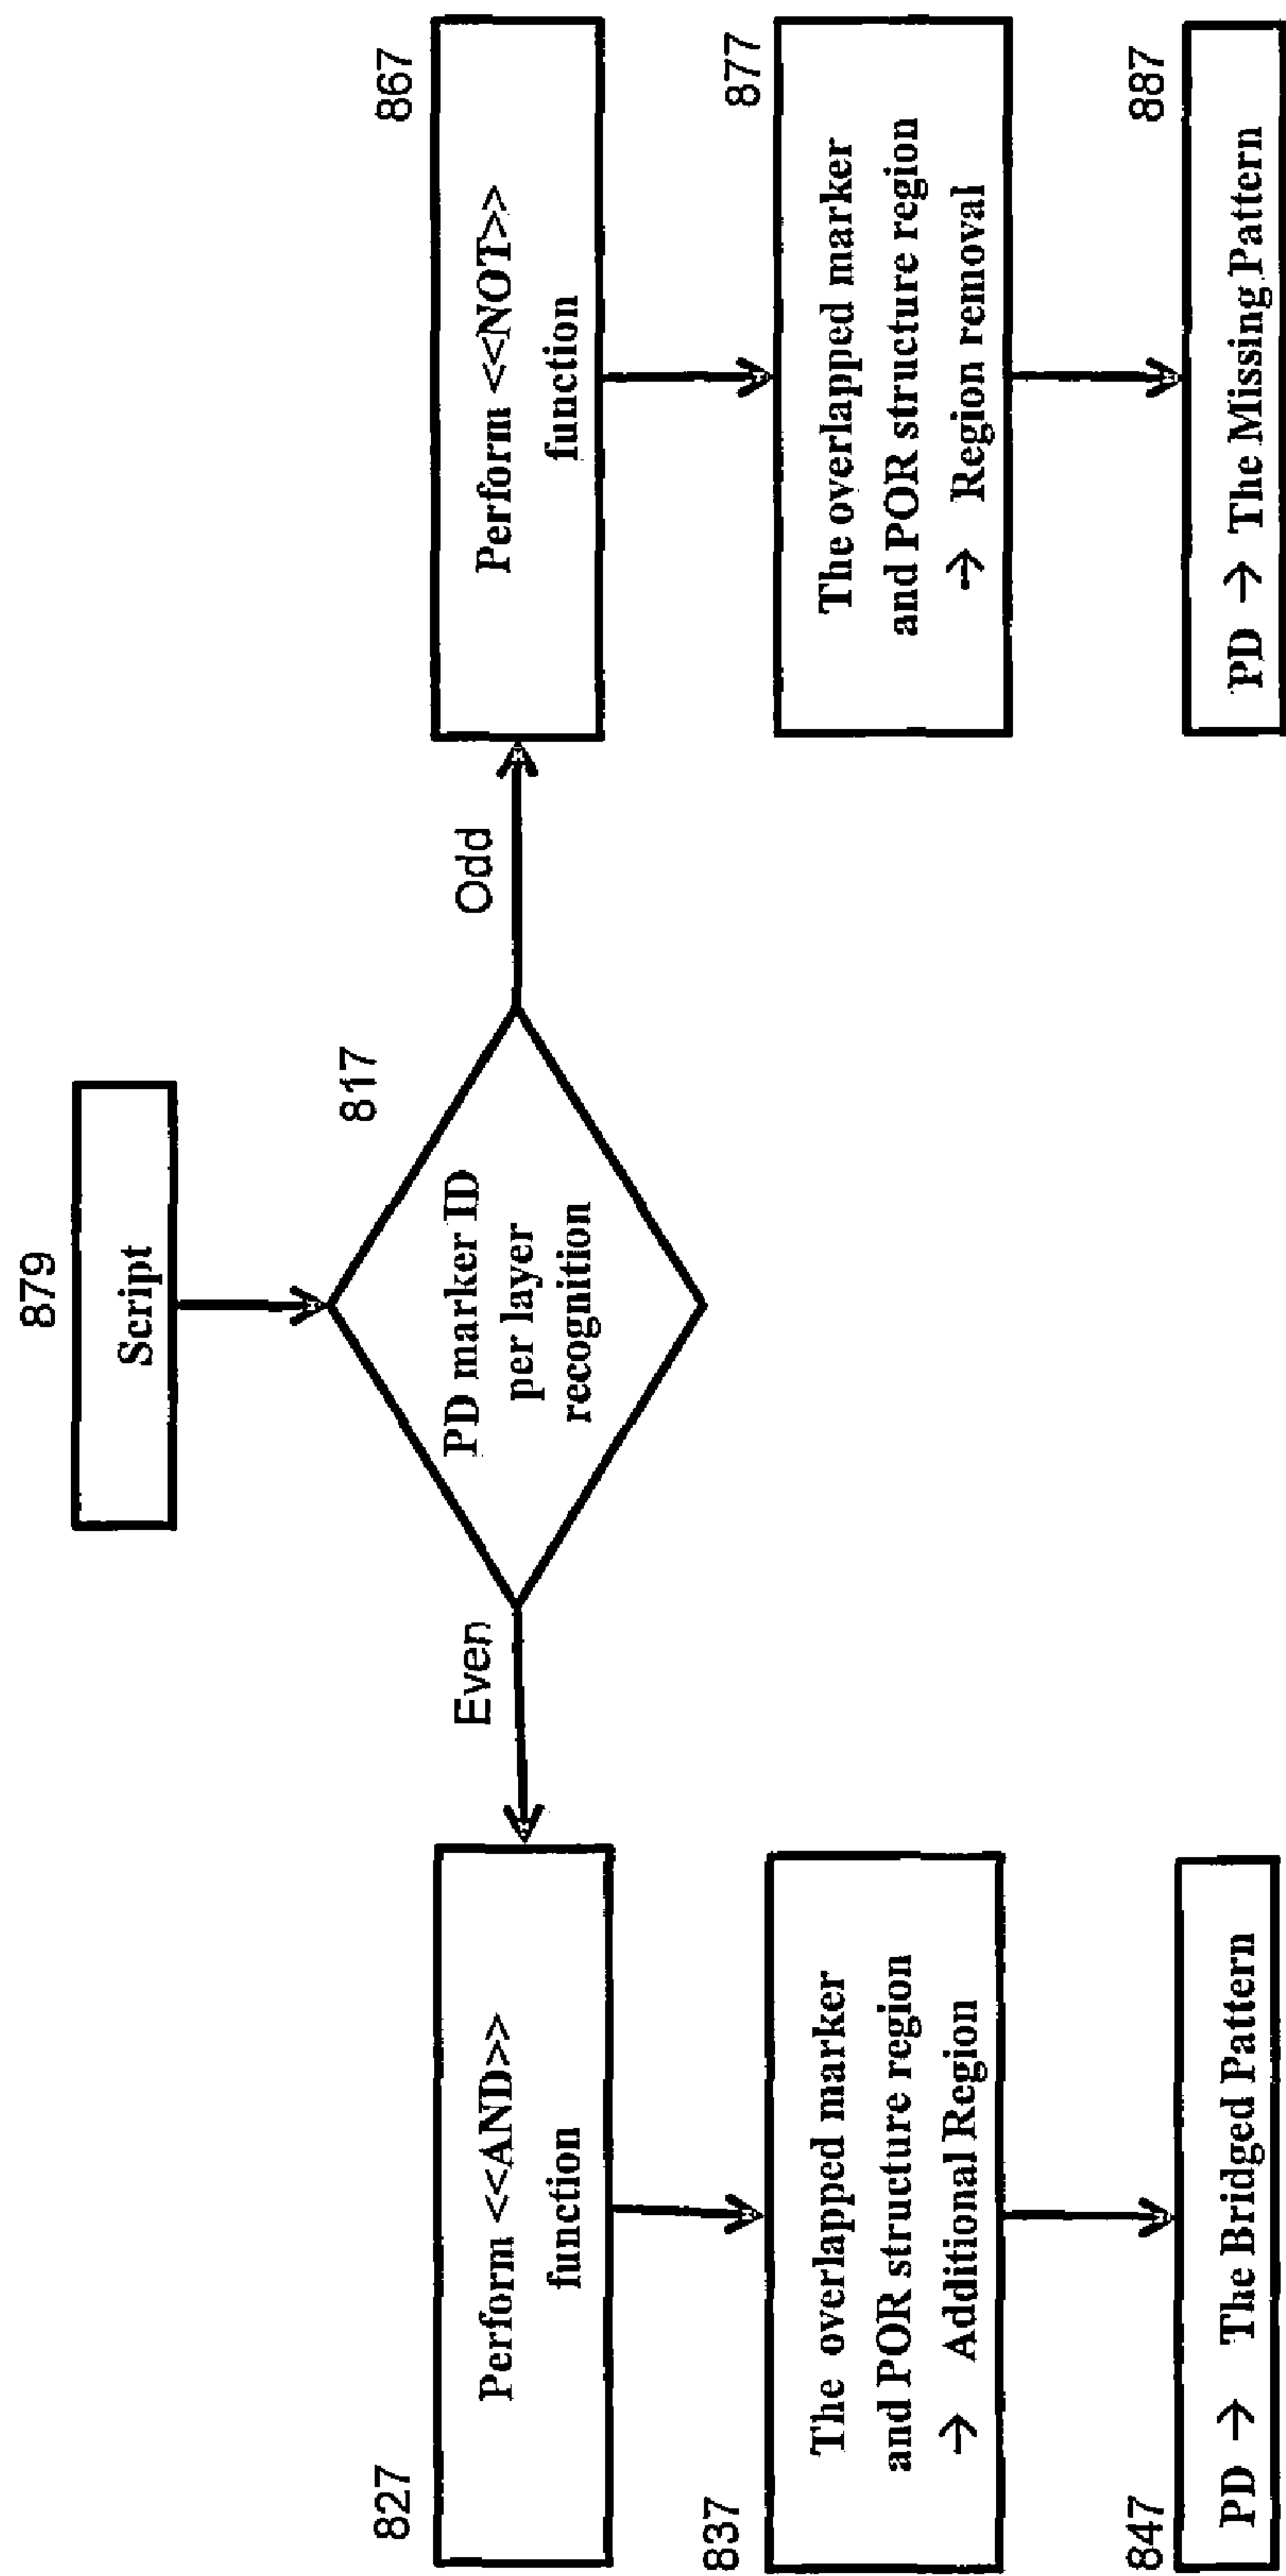 879
Script
817
PD marker ID
per layer
recognition
Even
Odd
827
Perform <<AND>>
function
837
The overlapped marker
and POR structure region
→ Additional Region
847
PD → The Bridged Pattern
867
Perform <<NOT>>
function
877
The overlapped marker
and POR structure region
→ Region removal
887
PD → The Missing Pattern